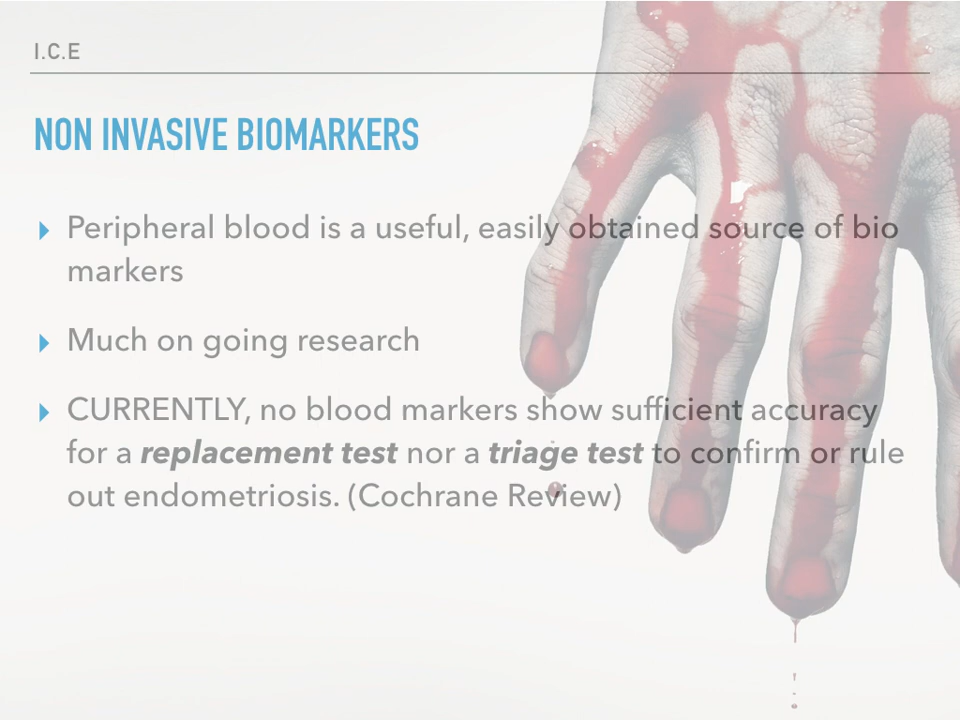 I.C.E
NON INVASIVE BIOMARKERS
Peripheral blood is a useful, easily obtained source of bio
markers
Much on going research
CURRENTLY, no blood markers show sufficient accuracy
for a replacement test nor a triage test to confirm or rule
out endometriosis. (Cochrane Review)